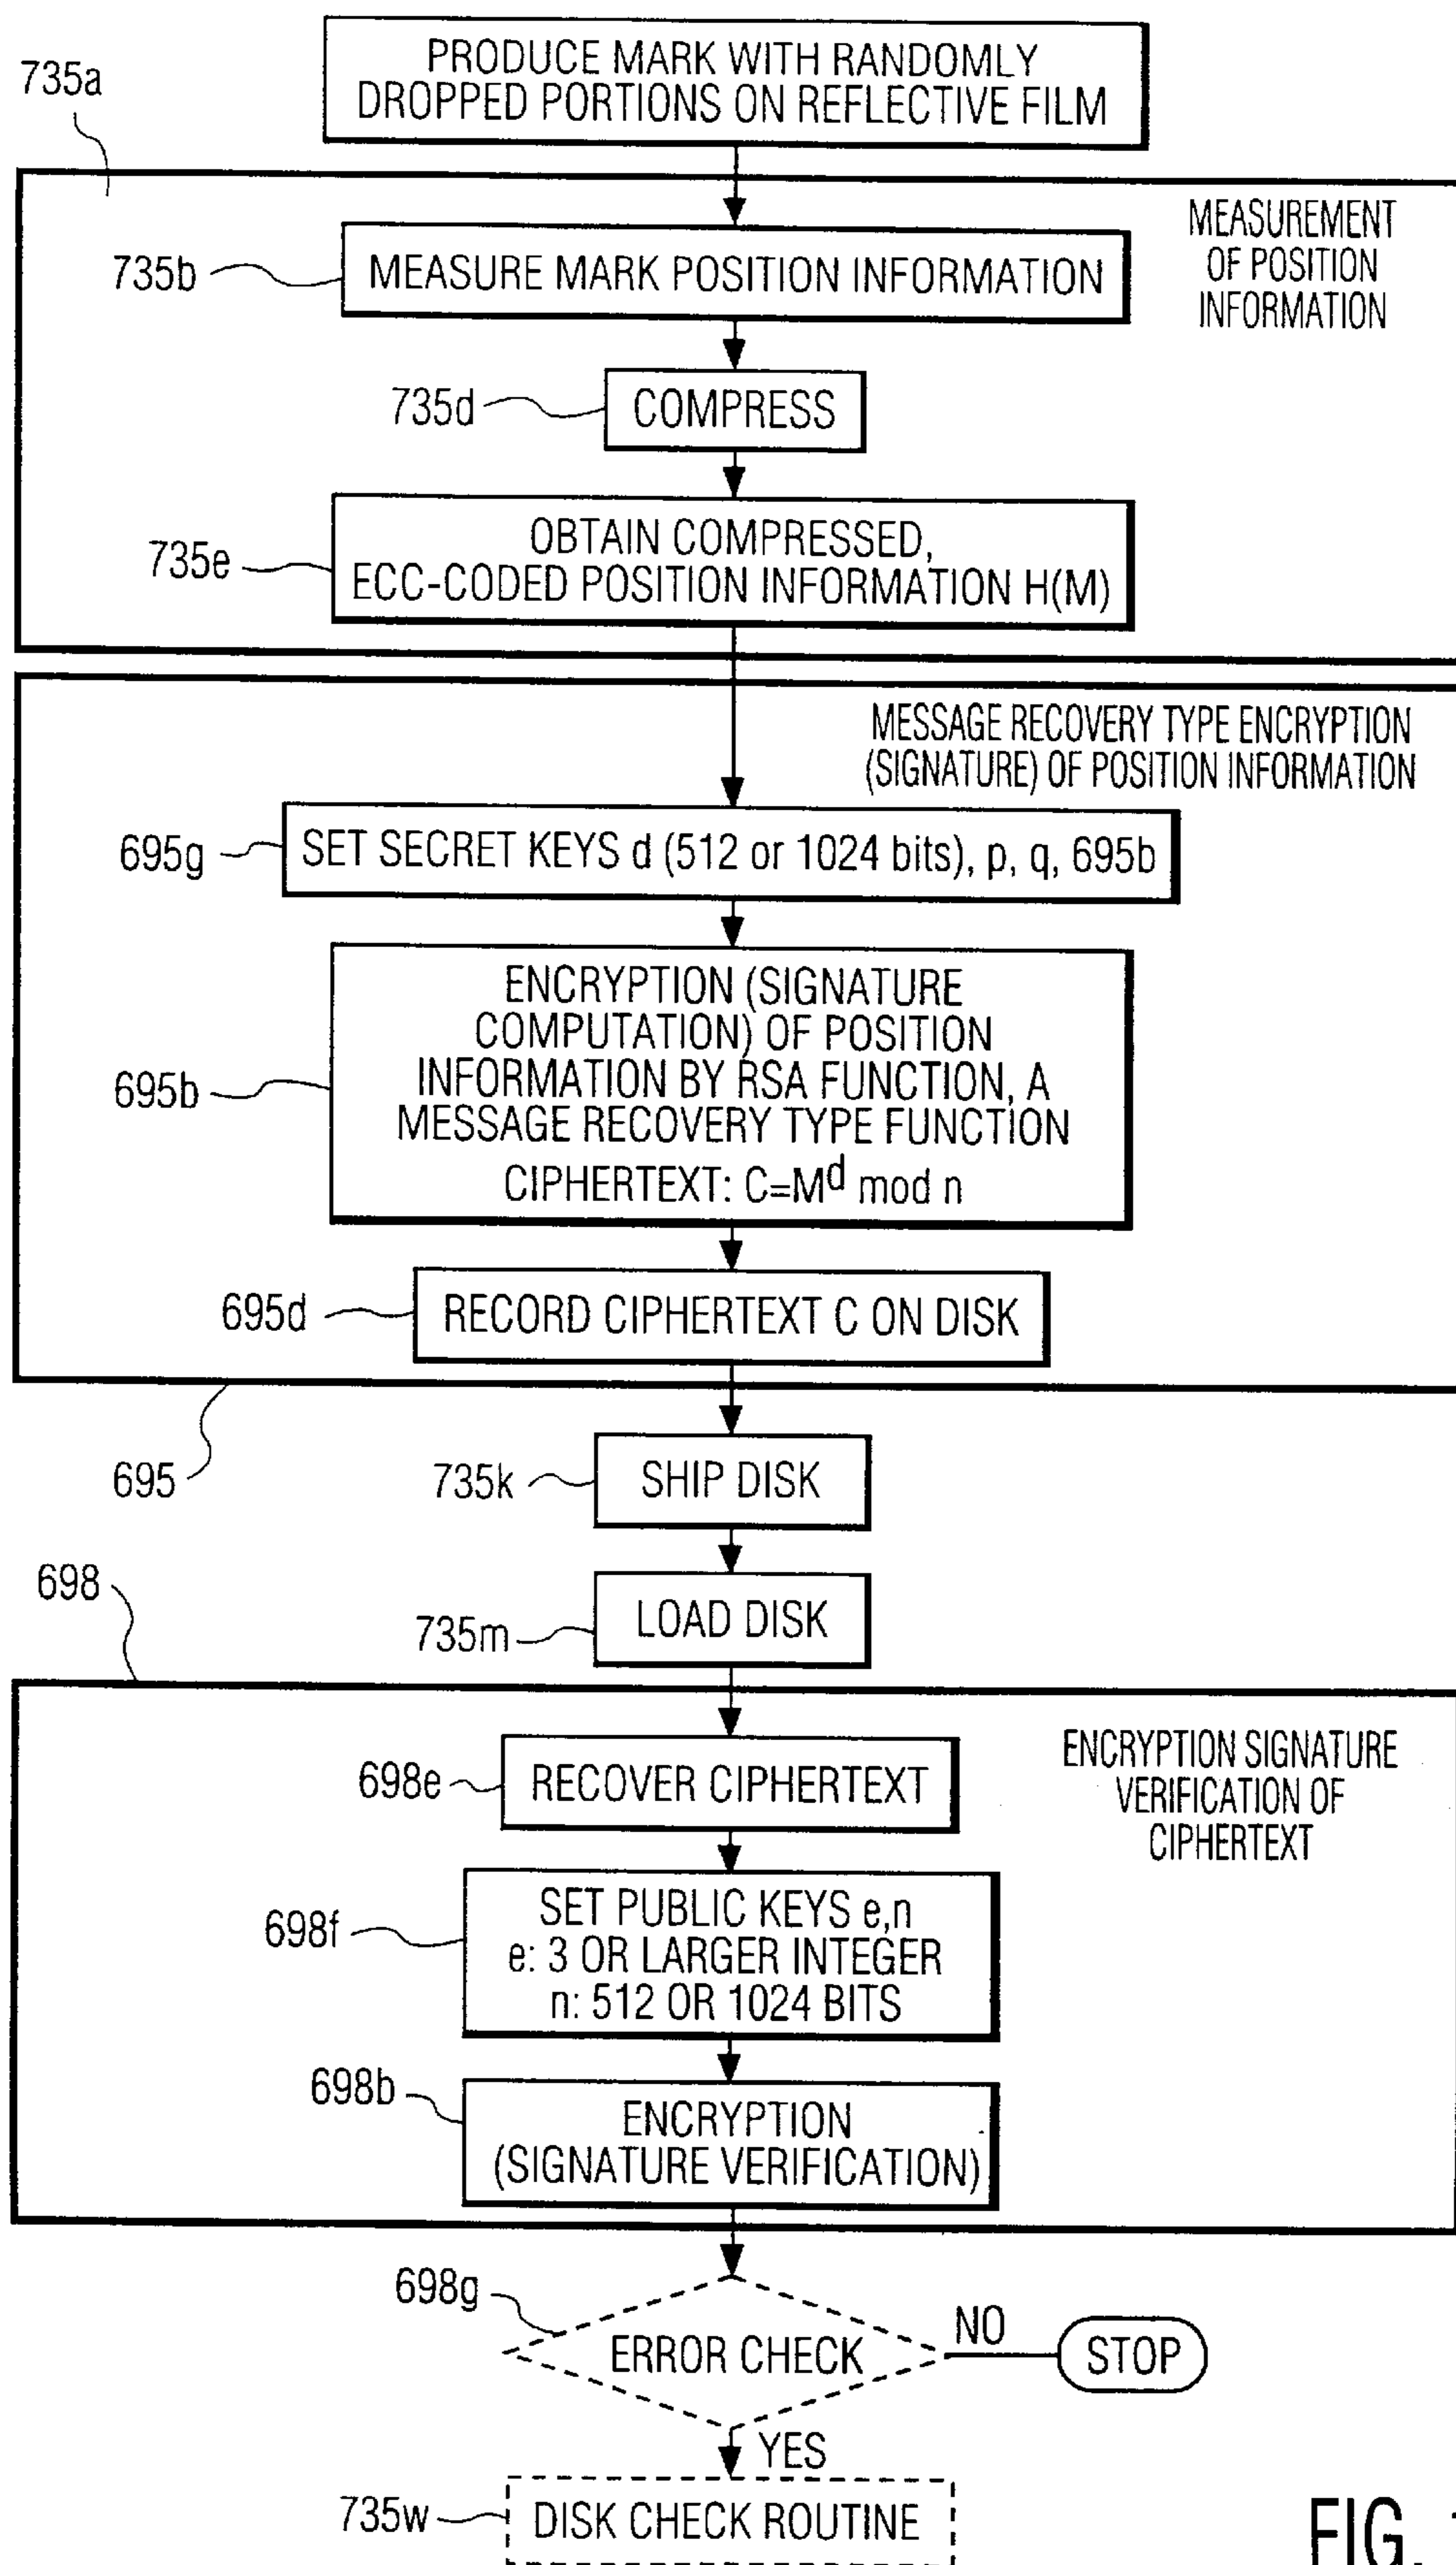 PRODUCE MARK WITH RANDOMLY
DROPPED PORTIONS ON REFLECTIVE FILM
735a
MEASUREMENT
OF POSITION
INFORMATION
735b
MEASURE MARK POSITION INFORMATION
735d
COMPRESS
735e
OBTAIN COMPRESSED,
ECC-CODED POSITION INFORMATION H(M)
MESSAGE RECOVERY TYPE ENCRYPTION
(SIGNATURE) OF POSITION INFORMATION
695g
SET SECRET KEYS d (512 or 1024 bits), p, q, 695b
695b
ENCRYPTION (SIGNATURE
COMPUTATION) OF POSITION
INFORMATION BY RSA FUNCTION, A
MESSAGE RECOVERY TYPE FUNCTION
CIPHERTEXT: C=Mᵈ mod n
695d
RECORD CIPHERTEXT C ON DISK
695
735k
SHIP DISK
698
735m
LOAD DISK
ENCRYPTION SIGNATURE
VERIFICATION OF
CIPHERTEXT
698e
RECOVER CIPHERTEXT
698f
SET PUBLIC KEYS e,n
e: 3 OR LARGER INTEGER
n: 512 OR 1024 BITS
698b
ENCRYPTION
(SIGNATURE VERIFICATION)
698g
ERROR CHECK
NO
STOP
YES
735w
DISK CHECK ROUTINE
FIG.